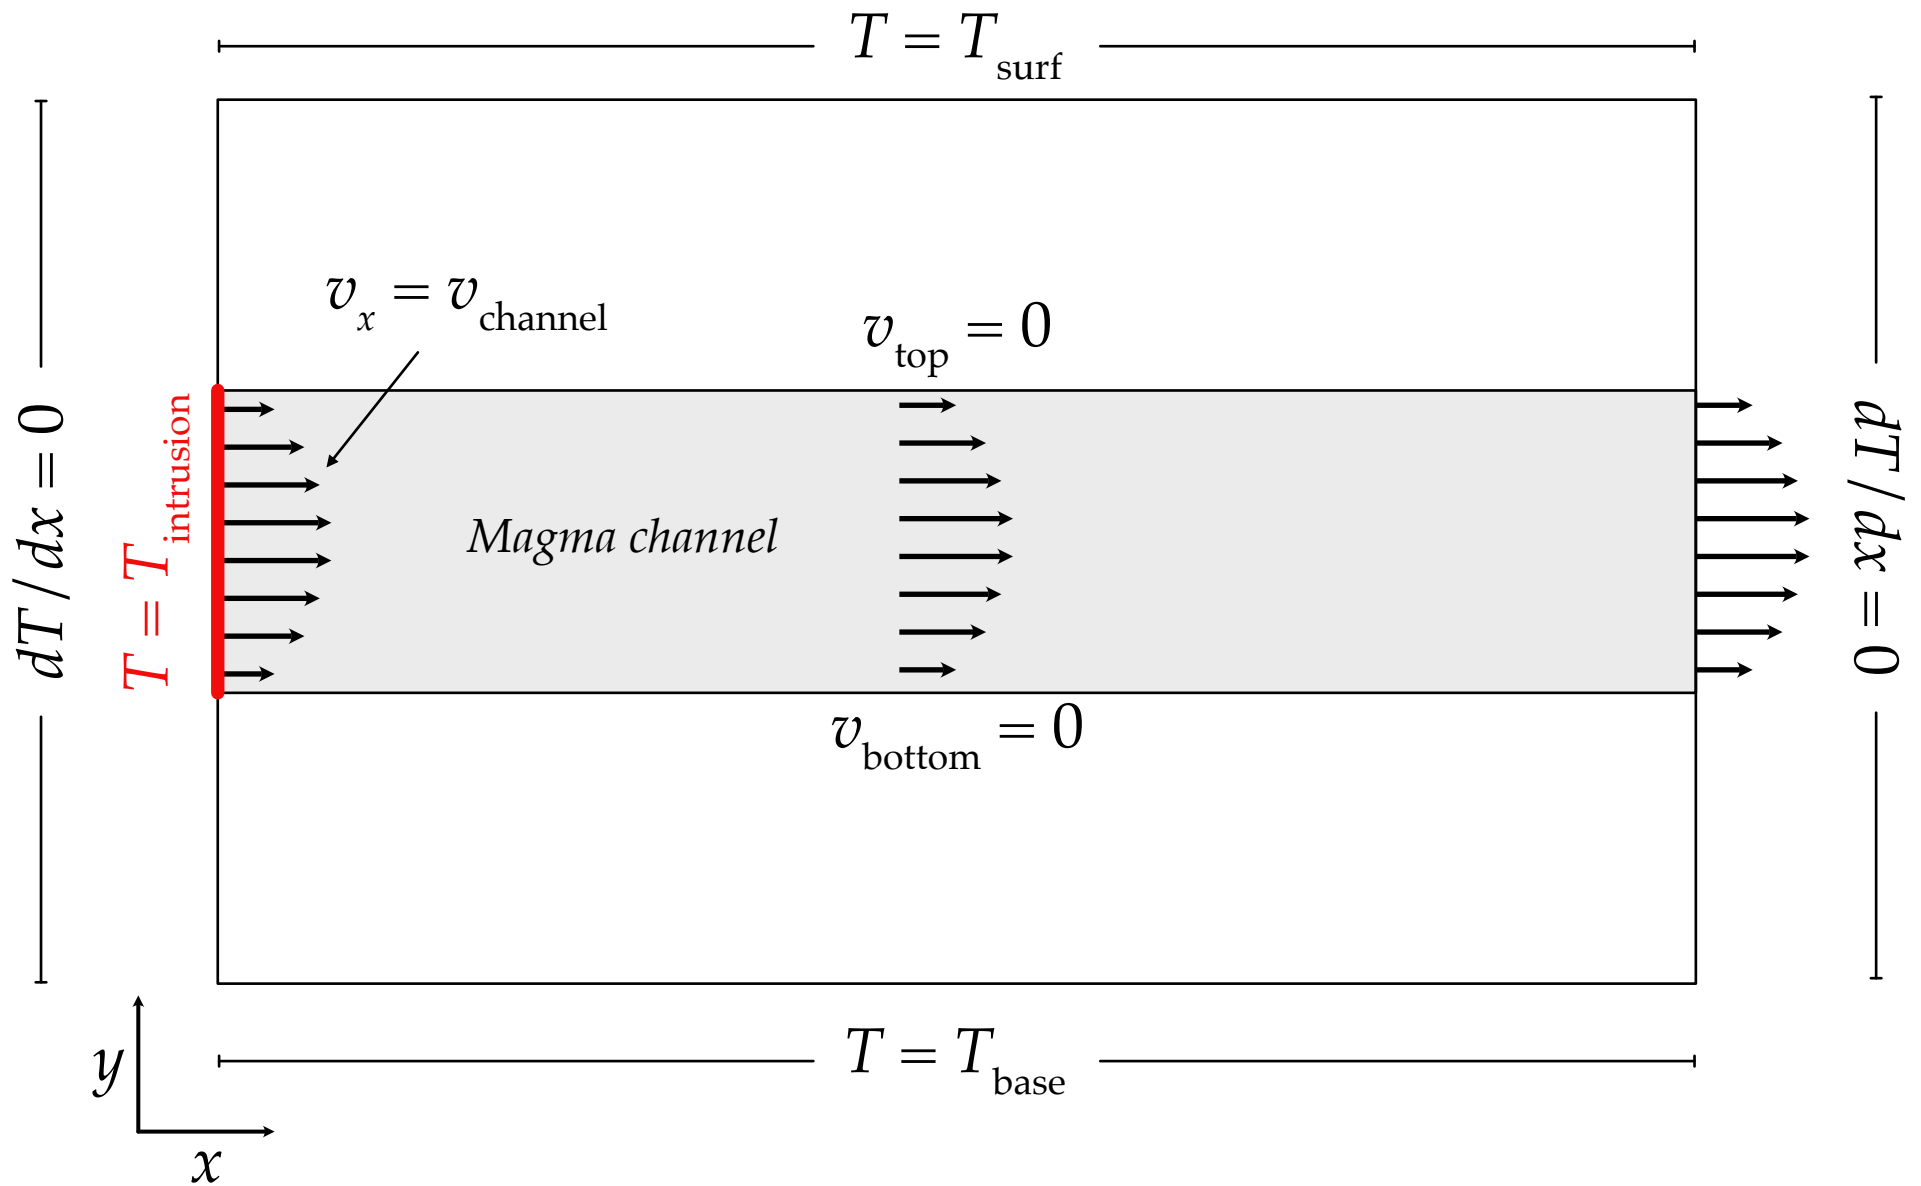 T = T_surf
v_x = v_channel
v_top = 0
dT/dx = 0
T = T_intrusion
Magma channel
dT/dx = 0
v_bottom = 0
T = T_base
y
x